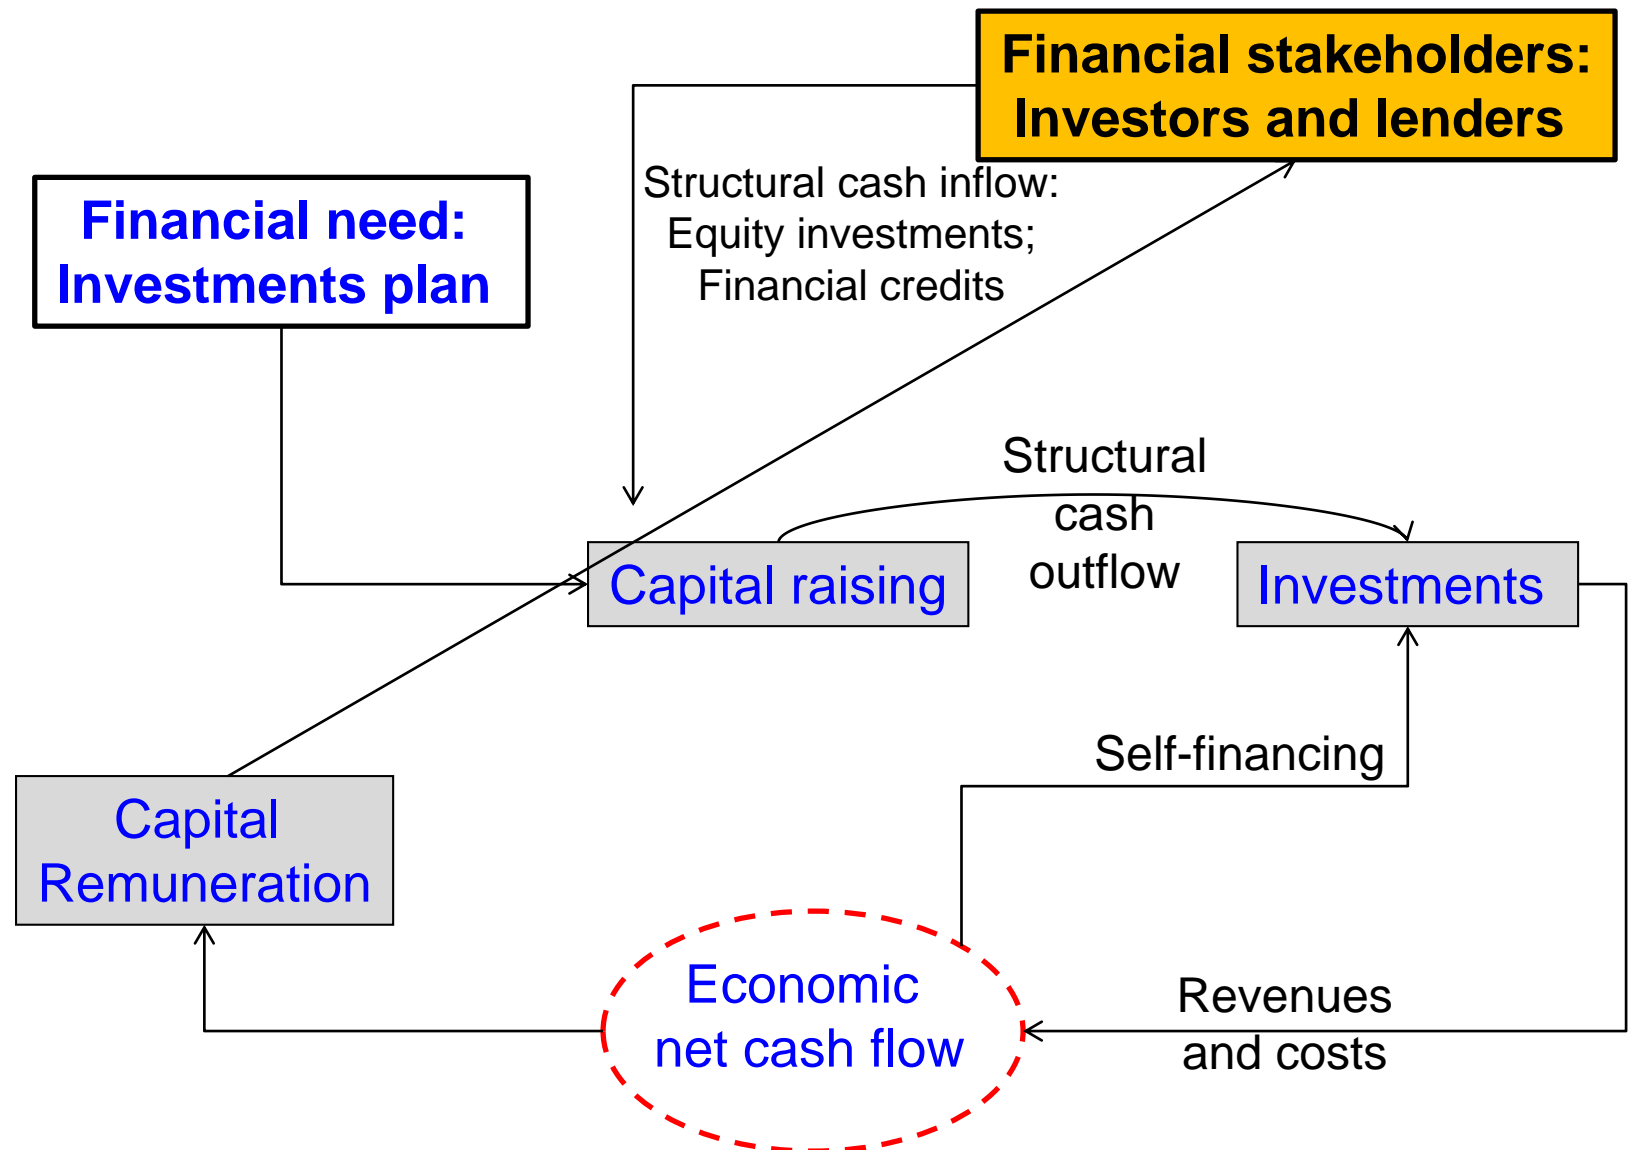 Financial stakeholders:
Investors and lenders
Structural cash inflow:
Equity investments;
Financial credits
Financial need:
Investments plan
Structural
cash
outflow
Capital raising
Investments
Self-financing
Capital
Remuneration
Economic
net cash flow
Revenues
and costs